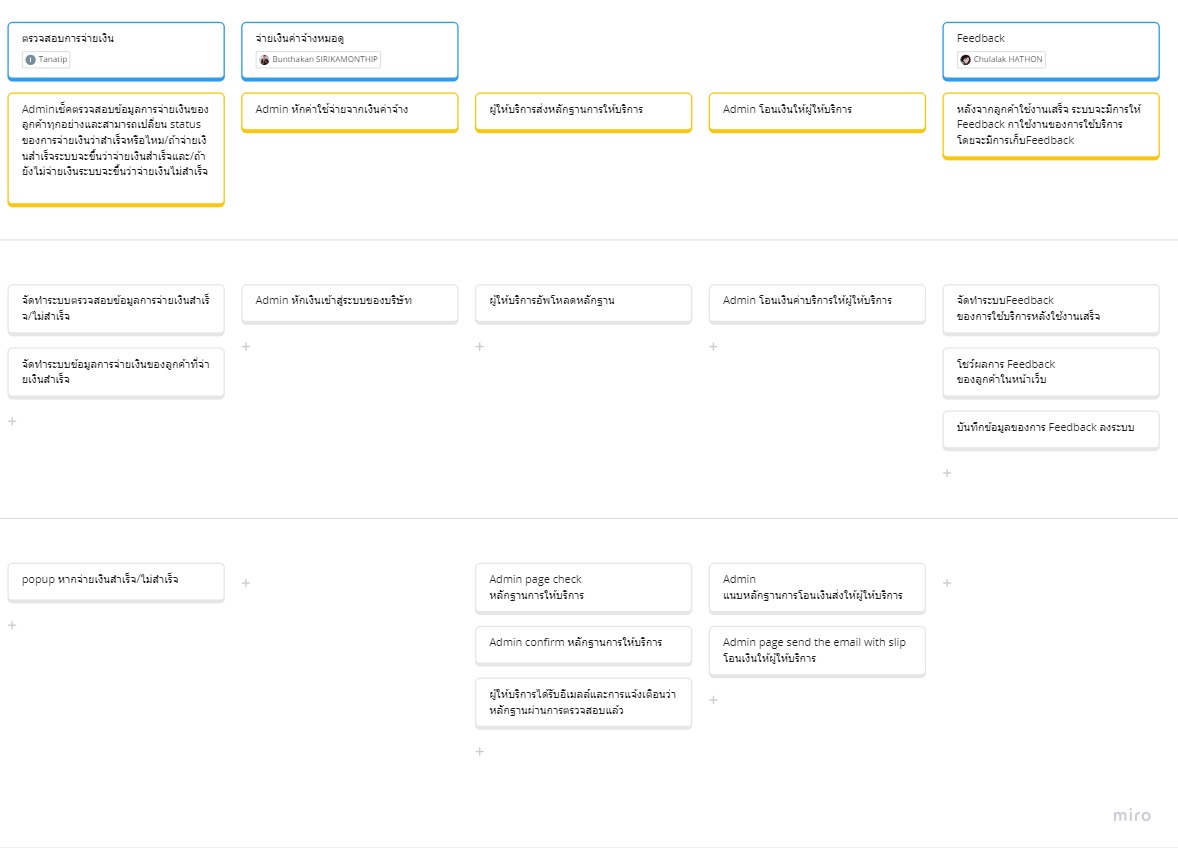 ตรวจสอบการจ่ายเงิน
Tanatip
จ่ายเงินค่าจ้างหมอดู
Bunthakan SIRIKAMONTHIP
Feedback
Chulalak HATHON
Adminเช็คตรวจสอบข้อมูลการจ่ายเงินของ
ลูกค้าทุกอย่างและสามารถเปลี่ยน status
ของการจ่ายเงินว่าสำเร็จหรือไหม/ถ้าจ่ายเงิ
นสำเร็จระบบจะขึ้นว่าจ่ายเงินสำเร็จและ/ถ้า
ยังไม่จ่ายเงินระบบจะขึ้นว่าจ่ายเงินไม่สำเร็จ
Admin หักค่าใช้จ่ายจากเงินค่าจ้าง
ผู้ให้บริการส่งหลักฐานการให้บริการ
Admin โอนเงินให้ผู้ให้บริการ
หลังจากลูกค้าใช้งานเสร็จ ระบบจะมีการให้
Feedback กาใช้งานของการใช้บริการ
โดยจะมีการเก็บFeedback
จัดทำระบบตรวจสอบข้อมูลการจ่ายเงินสำเร็
จ/ไม่สำเร็จ
จัดทำระบบข้อมูลการจ่ายเงินของลูกค้าที่จ่า
ยเงินสำเร็จ
Admin หักเงินเข้าสู่ระบบของบริษัท
ผู้ให้บริการอัพโหลดหลักฐาน
Admin โอนเงินค่าบริการให้ผู้ให้บริการ
จัดทำระบบFeedback
ของการใช้บริการหลังใช้งานเสร็จ
โชว์ผลการ Feedback
ของลูกค้าในหน้าเว็บ
บันทึกข้อมูลของการ Feedback ลงระบบ
popup หากจ่ายเงินสำเร็จ/ไม่สำเร็จ
Admin page check
หลักฐานการให้บริการ
Admin confirm หลักฐานการให้บริการ
ผู้ให้บริการได้รับอีเมลล์และการแจ้งเตือนว่า
หลักฐานผ่านการตรวจสอบแล้ว
Admin
แนบหลักฐานการโอนเงินส่งให้ผู้ให้บริการ
Admin page send the email with slip
โอนเงินให้ผู้ให้บริการ
miro